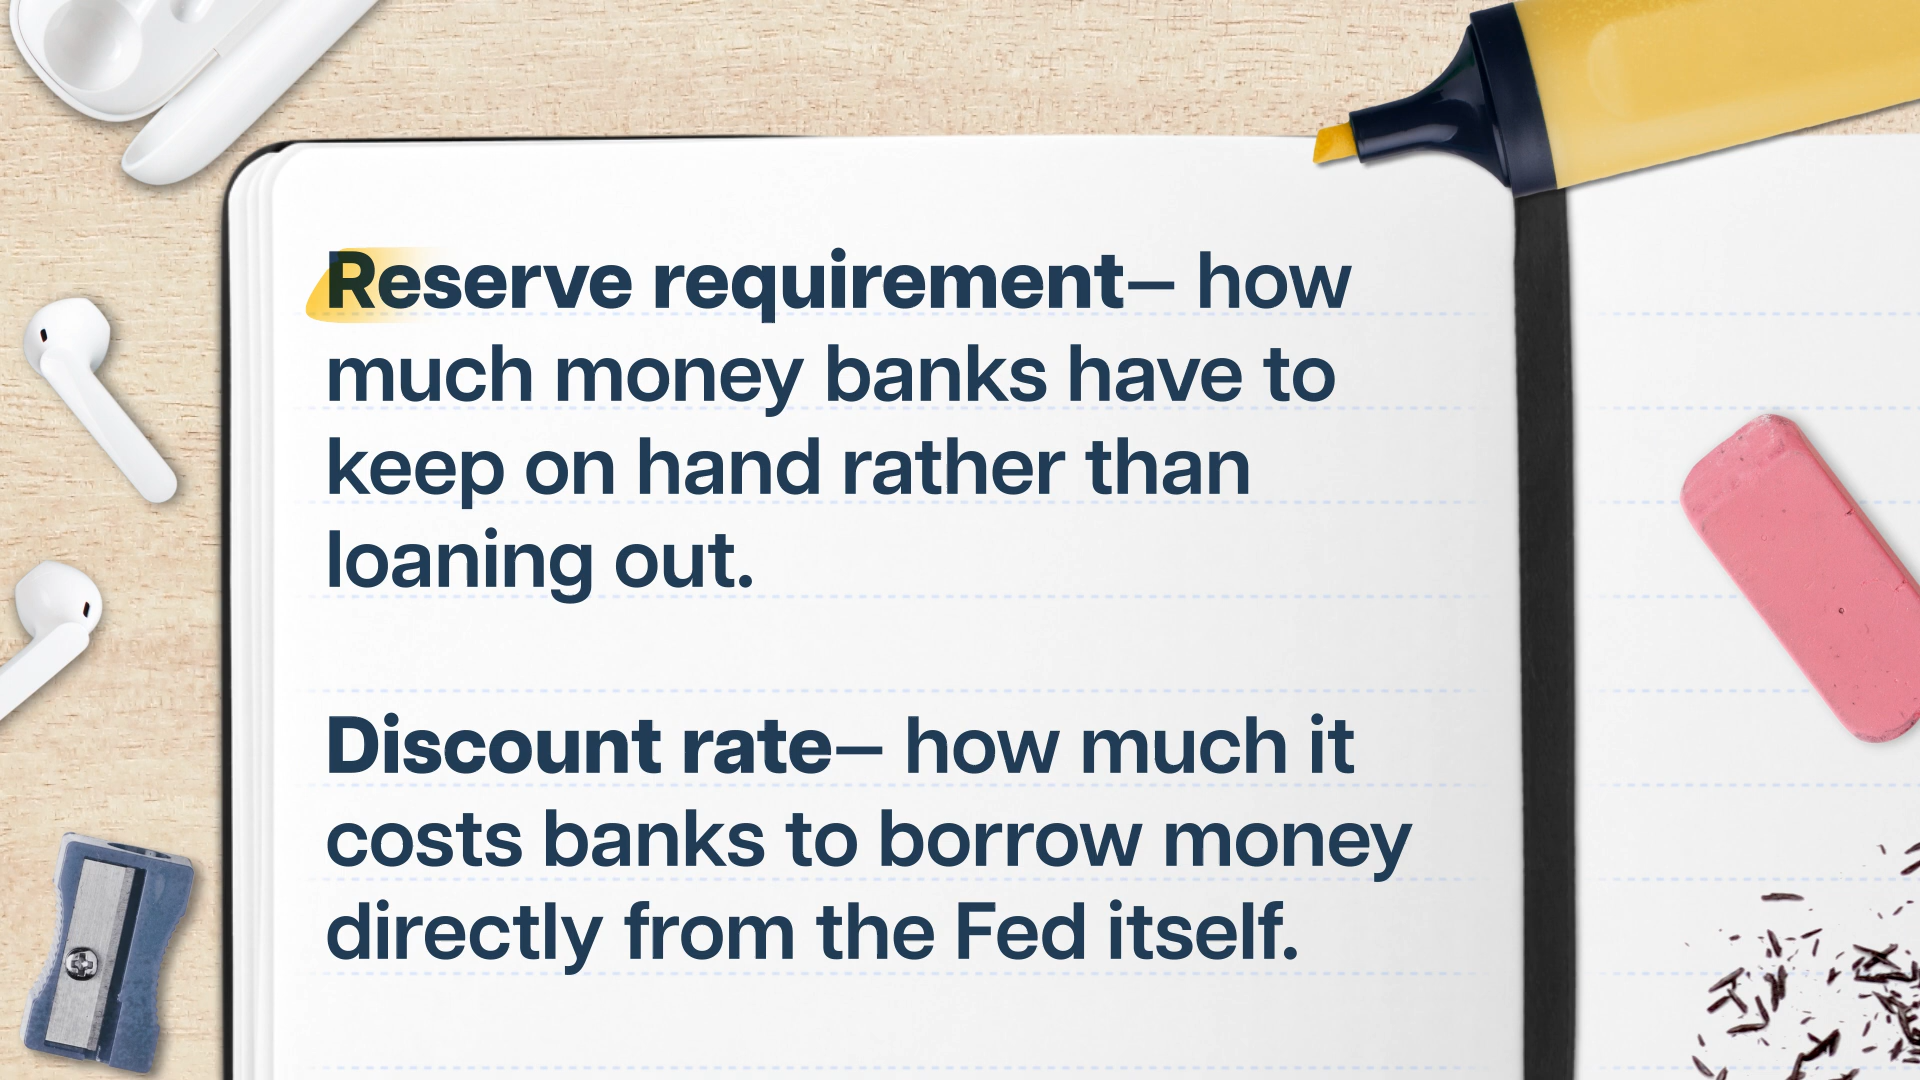 Reserve requirement— how
much money banks have to
keep on hand rather than
loaning out.
Discount rate— how much it
costs banks to borrow money
directly from the Fed itself.